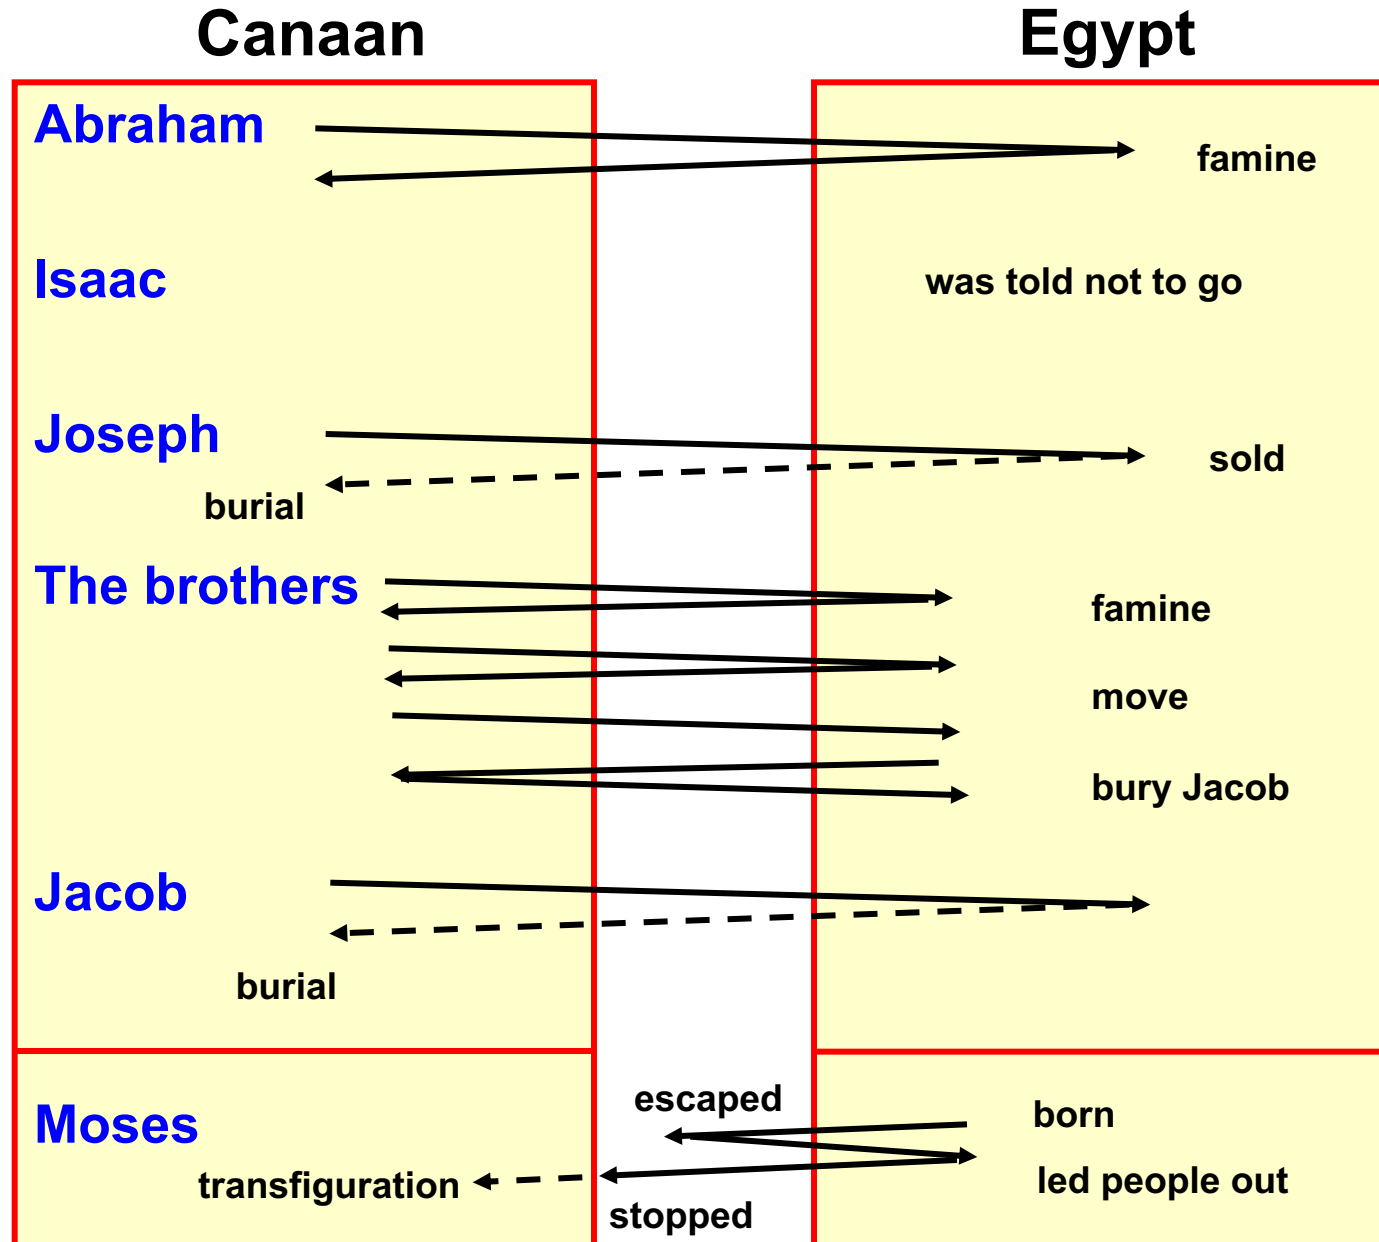 Canaan
Egypt
Abraham
famine
Isaac
was told not to go
Joseph
sold
burial
The brothers
famine
move
bury Jacob
Jacob
burial
escaped
born
Moses
led people out
transfiguration
stopped